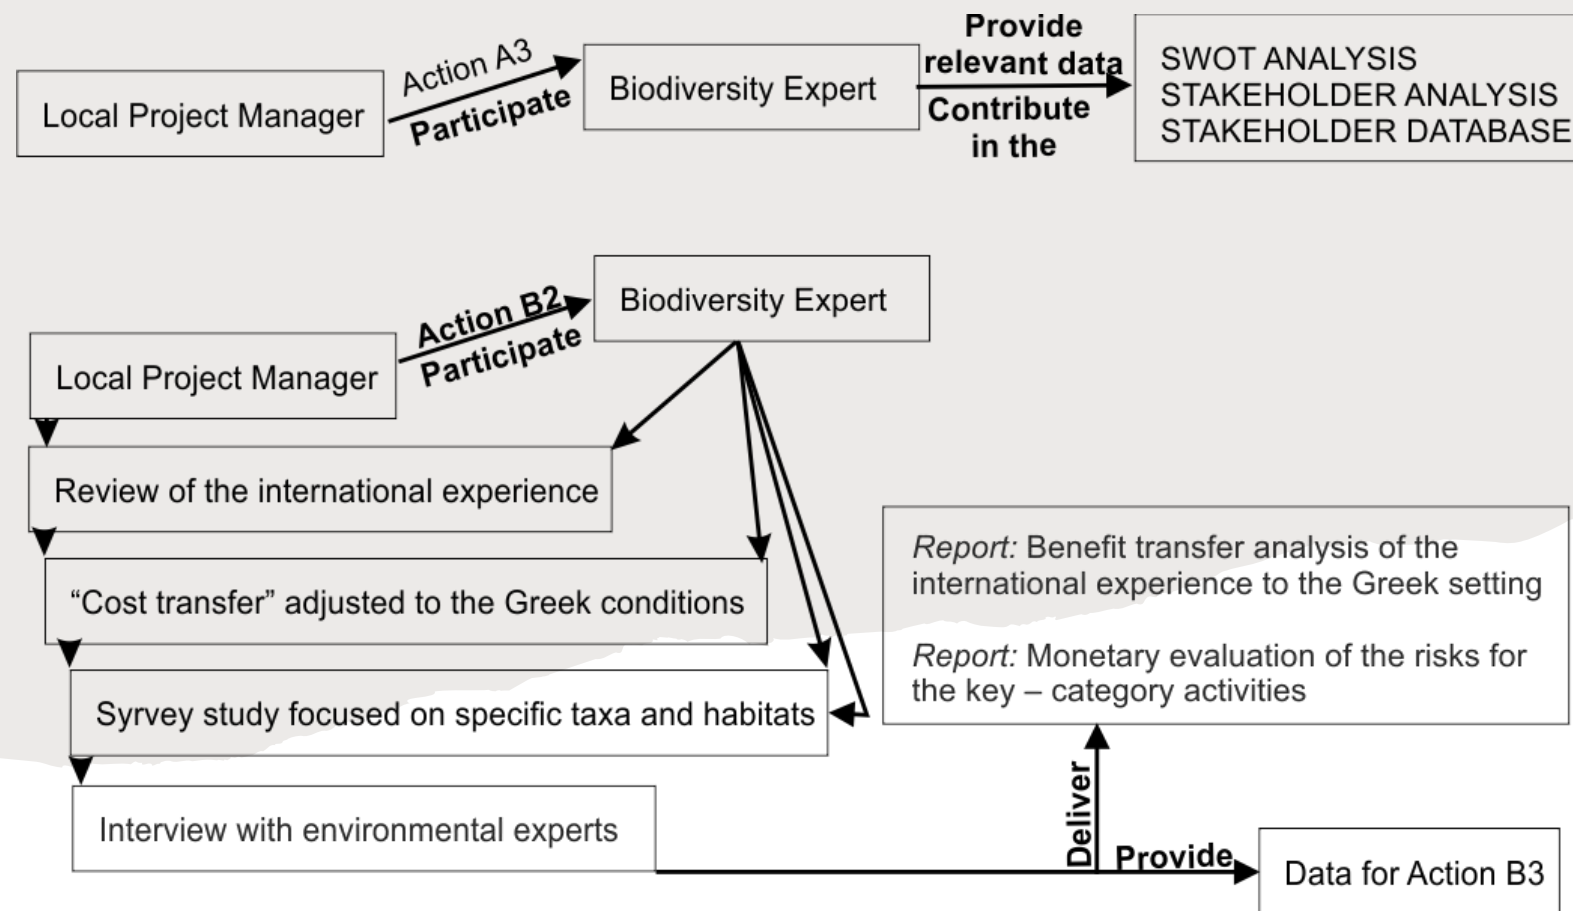 Local Project Manager
Action A3
Participate
Biodiversity Expert
Provide
relevant data
Contribute
in the
SWOT ANALYSIS
STAKEHOLDER ANALYSIS
STAKEHOLDER DATABASE
Local Project Manager
Action B2
Participate
Biodiversity Expert
Review of the international experience
“Cost transfer” adjusted to the Greek conditions
Syrvey study focused on specific taxa and habitats
Interview with environmental experts
Report: Benefit transfer analysis of the
international experience to the Greek setting
Report: Monetary evaluation of the risks for
the key – category activities
Deliver
Provide
Data for Action B3